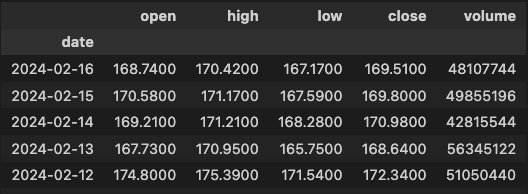 open high low close volume
date
2024-02-16 168.7400 170.4200 167.1700 169.5100 48107744
2024-02-15 170.5800 171.1700 167.5900 169.8000 49855196
2024-02-14 169.2100 171.2100 168.2800 170.9800 42815544
2024-02-13 167.7300 170.9500 165.7500 168.6400 56345122
2024-02-12 174.8000 175.3900 171.5400 172.3400 51050440